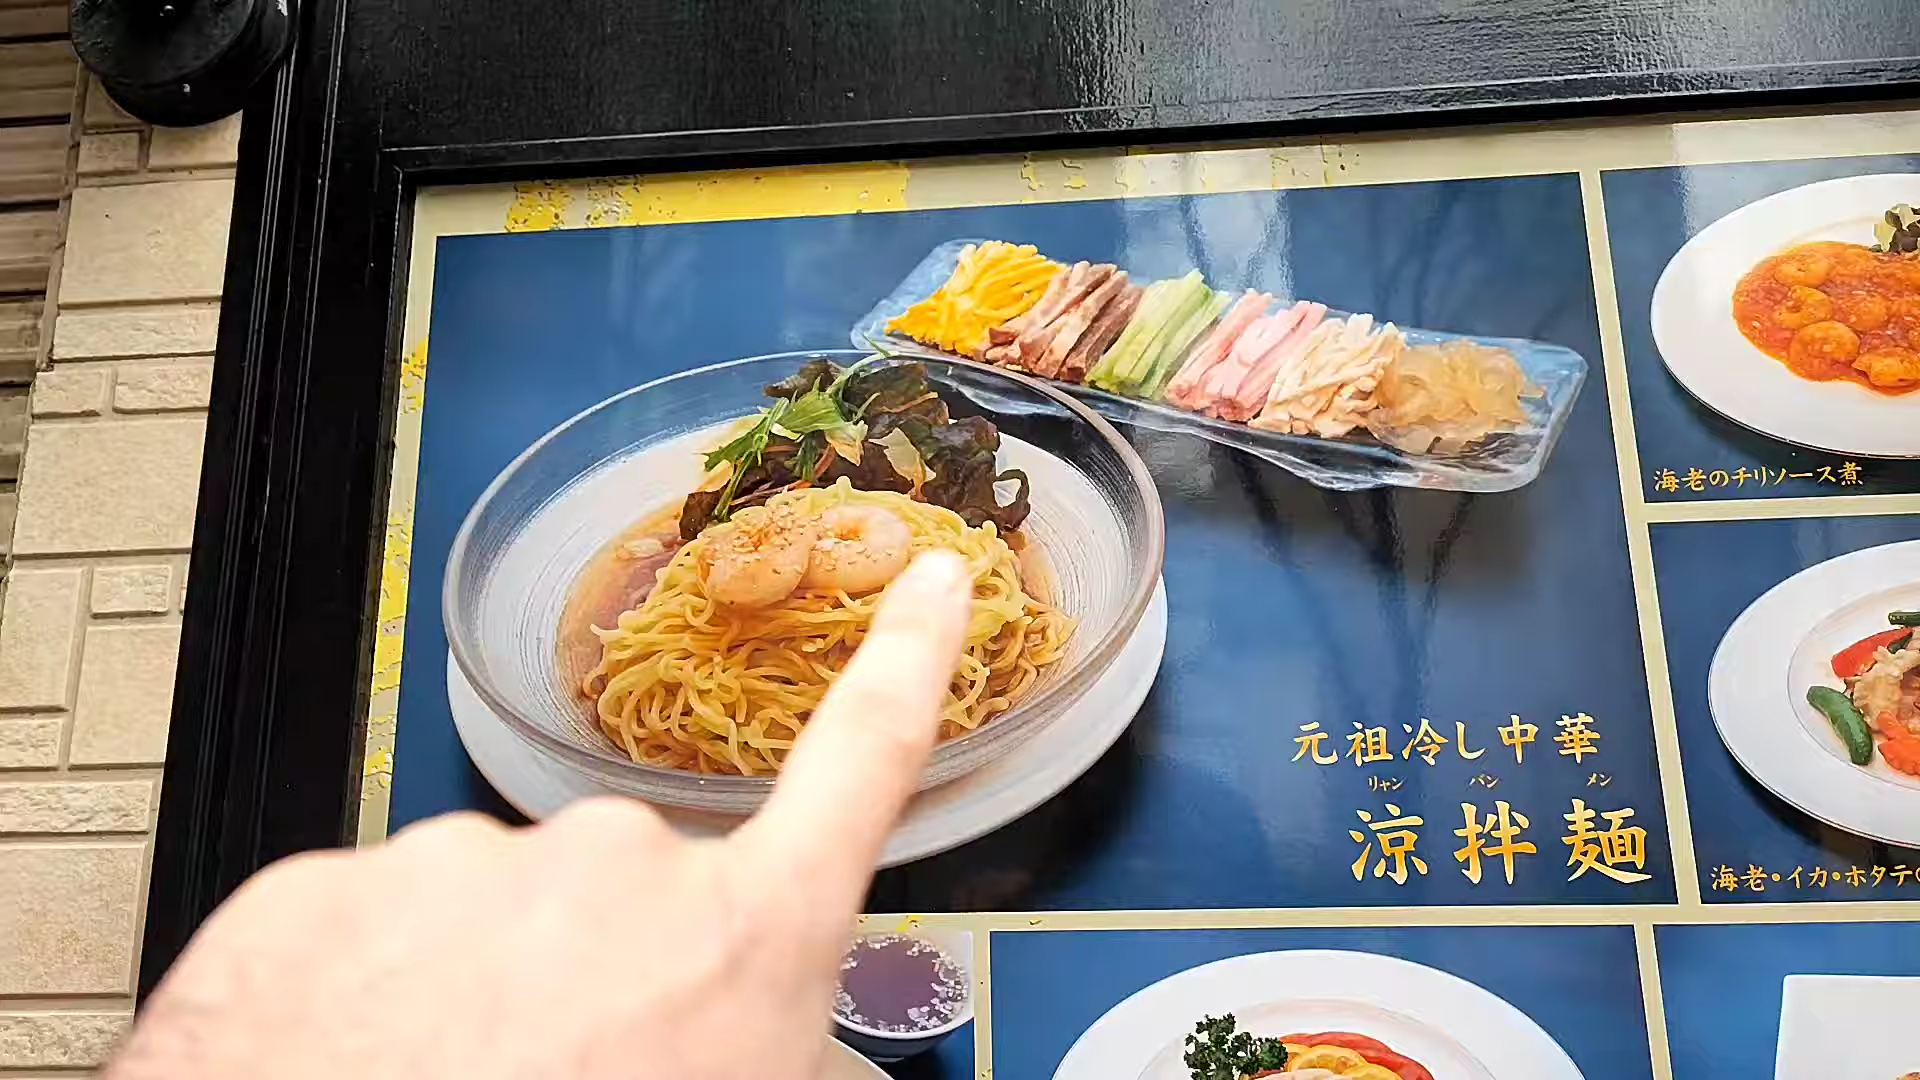 海老のチリソース煮
元祖冷し中華
リャン バン メン
涼拌麺
海老・イカ・ホタテの